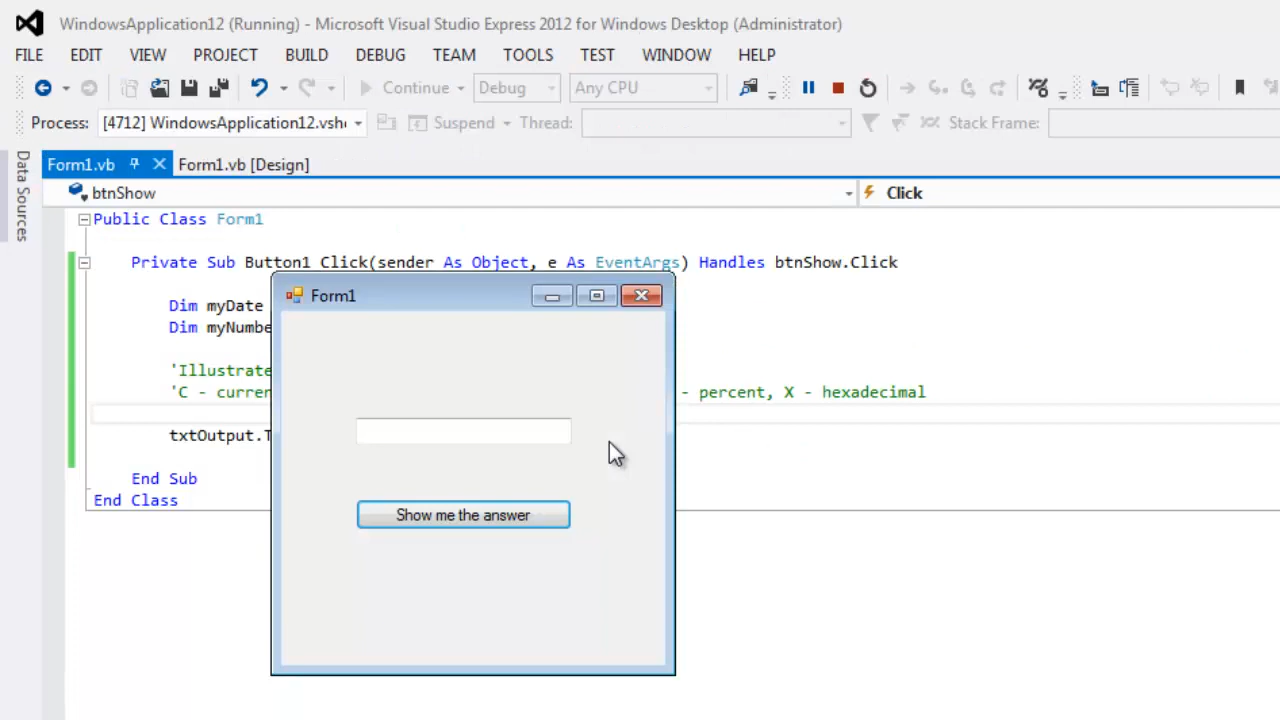 WindowsApplication12 (Running) - Microsoft Visual Studio Express 2012 for Windows Desktop (Administrator)
FILE EDIT VIEW PROJECT BUILD DEBUG TEAM TOOLS TEST WINDOW HELP
Continue Debug Any CPU
Process: [4712] WindowsApplication12.vshc Suspend Thread: Stack Frame:
Data Sources
Form1.vb Form1.vb [Design]
btnShow Click
Public Class Form1
Private Sub Button1_Click(sender As Object, e As EventArgs) Handles btnShow.Click
Form1
Dim myDate
Dim myNumbe
'Illustrate
'C - curren - percent, X - hexadecimal
txtOutput.T
End Sub
End Class
Show me the answer